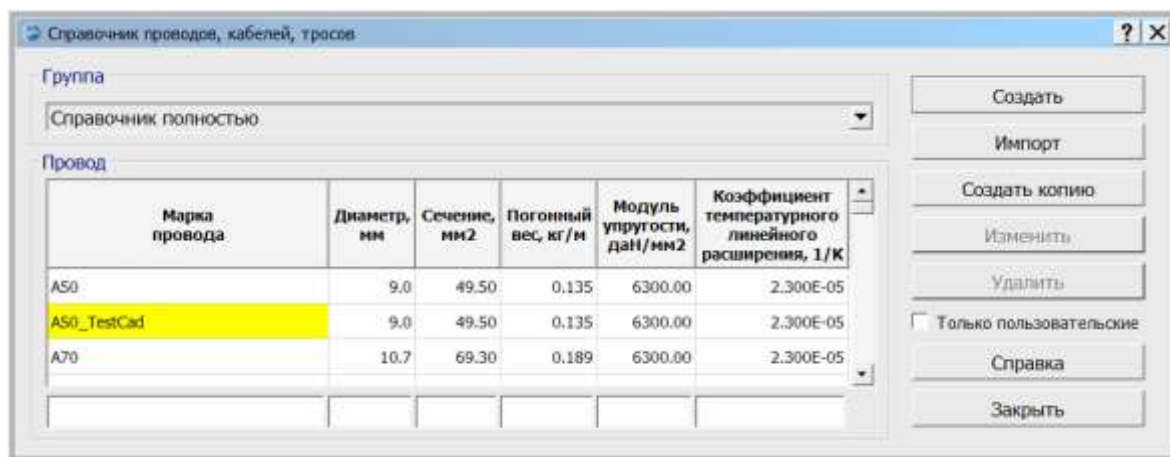 Справочник проводов, кабелей, тросов
Группа
Справочник полностью
Провод
Марка провода Диаметр, мм Сечение, мм2 Погонный вес, кг/м Модуль упругости, даН/мм2 Коэффициент температурного линейного расширения, 1/К
А50 9.0 49.50 0.135 6300.00 2.300E-05
А50_TestCad 9.0 49.50 0.135 6300.00 2.300E-05
А70 10.7 69.30 0.189 6300.00 2.300E-05
Создать
Импорт
Создать копию
Изменить
Удалить
Только пользовательские
Справка
Закрыть